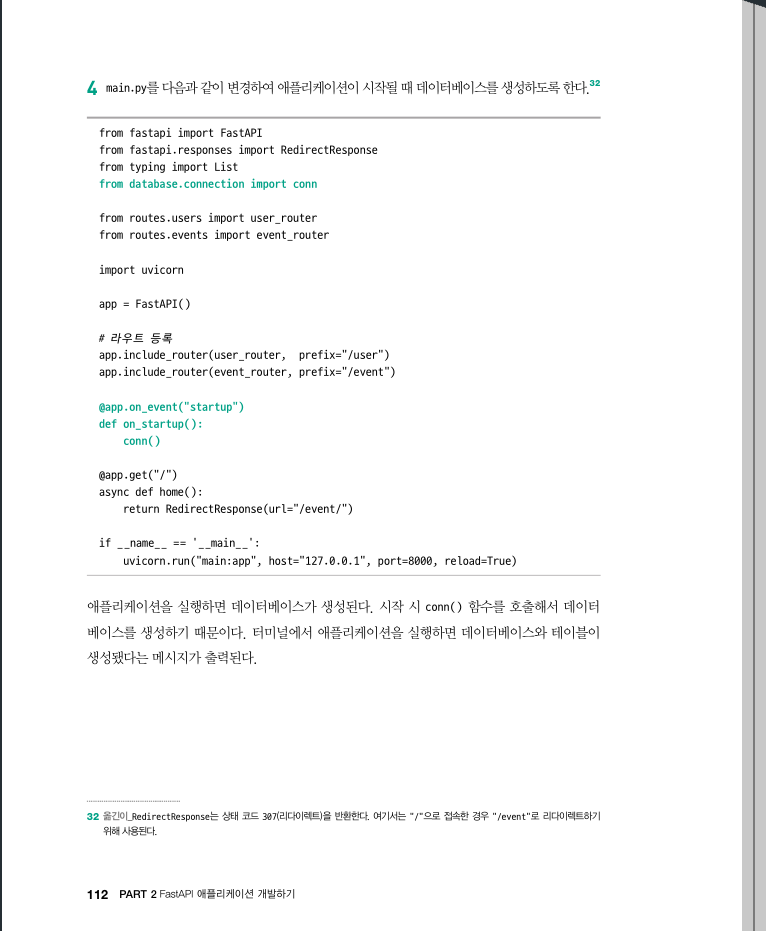 4 main.py를 다음과 같이 변경하여 애플리케이션이 시작될 때 데이터베이스를 생성하도록 한다.32
from fastapi import FastAPI
from fastapi.responses import RedirectResponse
from typing import List
from database.connection import conn
from routes.users import user_router
from routes.events import event_router
import uvicorn
app = FastAPI()
# 라우트 등록
app.include_router(user_router,  prefix="/user")
app.include_router(event_router, prefix="/event")
@app.on_event("startup")
def on_startup():
    conn()
@app.get("/")
async def home():
    return RedirectResponse(url="/event/")
if __name__ == '__main__':
    uvicorn.run("main:app", host="127.0.0.1", port=8000, reload=True)
애플리케이션을 실행하면 데이터베이스가 생성된다. 시작 시 conn() 함수를 호출해서 데이터
베이스를 생성하기 때문이다. 터미널에서 애플리케이션을 실행하면 데이터베이스와 테이블이
생성됐다는 메시지가 출력된다.
32 옮긴이_RedirectResponse는 상태 코드 307(리다이렉트)을 반환한다. 여기서는 "/"으로 접속한 경우 "/event"로 리다이렉트하기
위해 사용된다.
112 PART 2 FastAPI 애플리케이션 개발하기